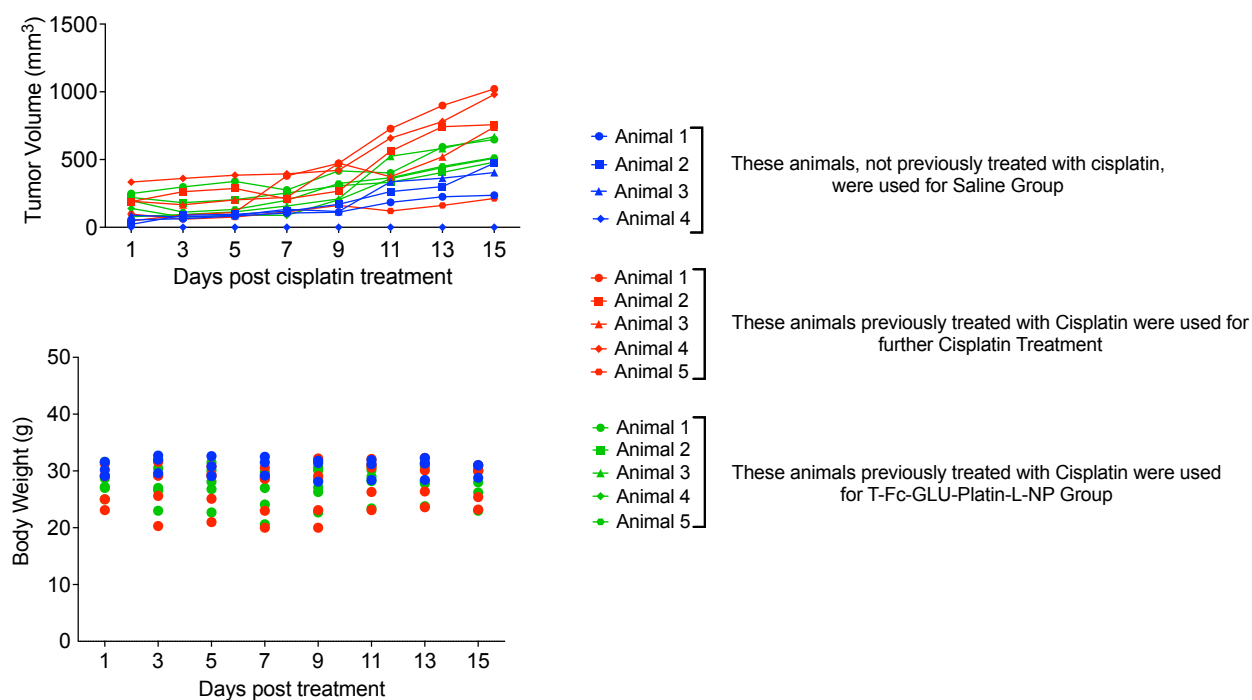 Tumor Volume (mm3)
1500
1000
500
0
1 3 5 7 9 11 13 15
Days post cisplatin treatment
Body Weight (g)
50
40
30
20
10
0
1 3 5 7 9 11 13 15
Days post treatment
Animal 1
Animal 2
Animal 3
Animal 4
These animals, not previously treated with cisplatin,
were used for Saline Group
Animal 1
Animal 2
Animal 3
Animal 4
Animal 5
These animals previously treated with Cisplatin were used for
further Cisplatin Treatment
Animal 1
Animal 2
Animal 3
Animal 4
Animal 5
These animals previously treated with Cisplatin were used
for T-Fc-GLU-Platin-L-NP Group